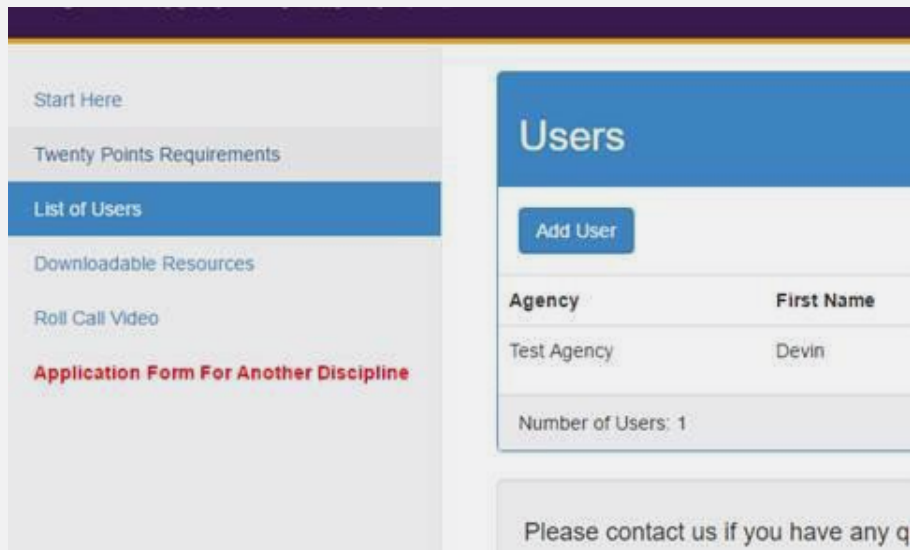 Start Here
Twenty Points Requirements
List of Users
Downloadable Resources
Roll Call Video
Application Form For Another Discipline
Users
Add User
Agency First Name
Test Agency Devin
Number of Users: 1
Please contact us if you have any q